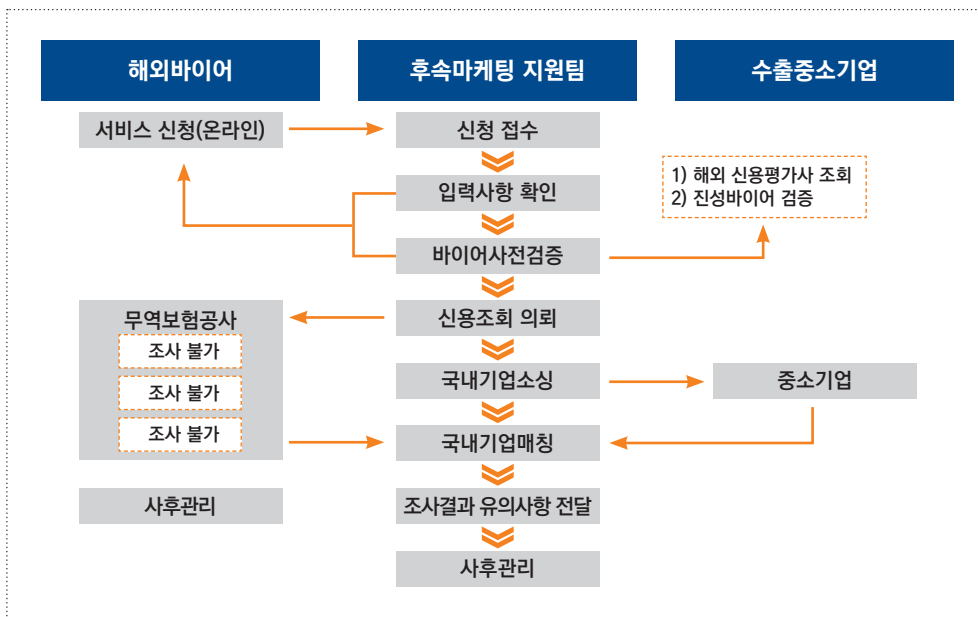 해외바이어
후속마케팅 지원팀
수출중소기업
서비스 신청(온라인)
신청 접수
입력사항 확인
1) 해외 신용평가사 조회
2) 진성바이어 검증
바이어사전검증
무역보험공사
신용조회 의뢰
조사 불가
조사 불가
조사 불가
국내기업소싱
중소기업
국내기업매칭
사후관리
조사결과 유의사항 전달
사후관리